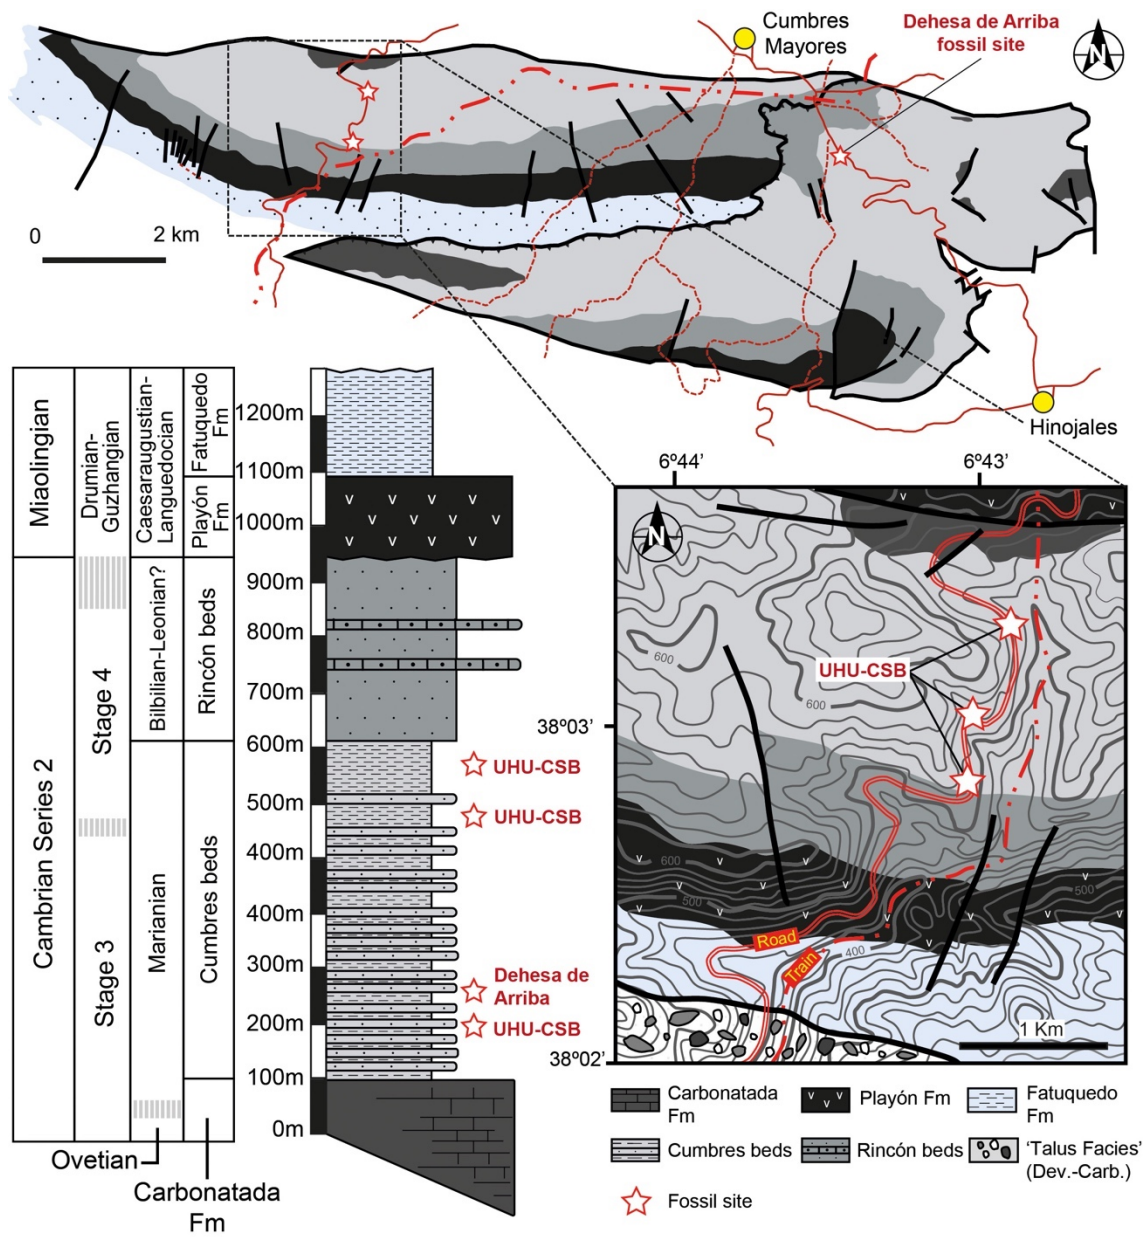 Cumbres
Mayores
Dehesa de Arriba
fossil site
N
0
2 km
Hinojales
Miaolingian
Cambrian Series 2
Drumian-
Guzhangian
Stage 4
Stage 3
Caesaraugustian-
Languedocian
Bilbilian-Leonian?
Marianian
Fatuquedo
Fm
Playón
Fm
Rincón beds
Cumbres beds
Ovetian
Carbonatada
Fm
1200m
1100m
1000m
900m
800m
700m
600m
500m
400m
400m
300m
200m
100m
0m
v v v v
v v v
v v v v
UHU-CSB
UHU-CSB
Dehesa de
Arriba
UHU-CSB
6º44’
6º43’
38º03’
38º02’
N
600
600
UHU-CSB
600
500
500
400
Road
Train
1 Km
Carbonatada
Fm
Playón Fm
Fatuquedo
Fm
Cumbres beds
Rincón beds
‘Talus Facies’
(Dev.-Carb.)
Fossil site